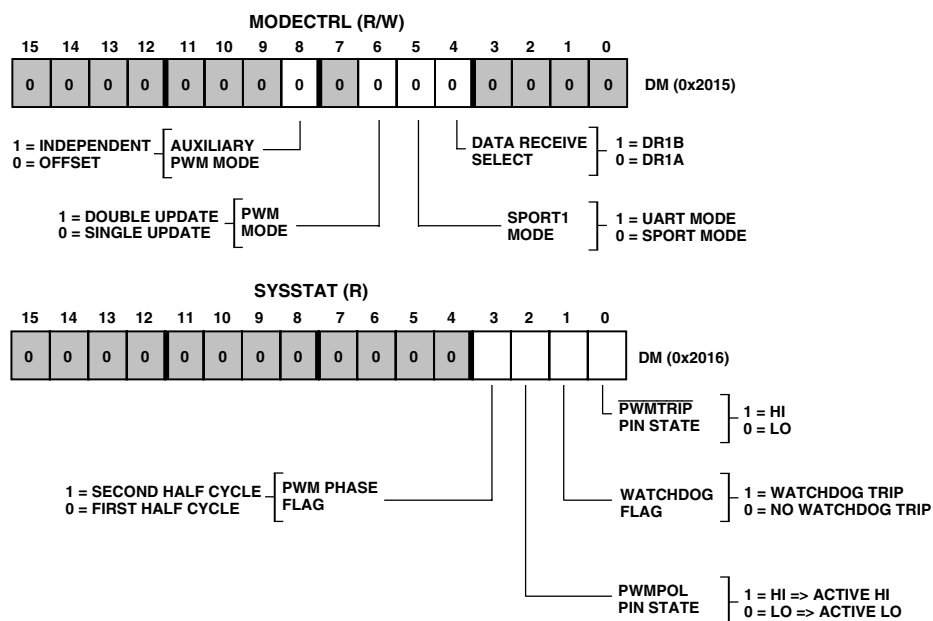 MODECTRL (R/W)
15 14 13 12 11 10 9 8 7 6 5 4 3 2 1 0
0 0 0 0 0 0 0 0 0 0 0 0 0 0 0 0 DM (0x2015)
1 = INDEPENDENT
0 = OFFSET
AUXILIARY
PWM MODE
DATA RECEIVE
SELECT
1 = DR1B
0 = DR1A
1 = DOUBLE UPDATE
0 = SINGLE UPDATE
PWM
MODE
SPORT1
MODE
1 = UART MODE
0 = SPORT MODE
SYSSTAT (R)
15 14 13 12 11 10 9 8 7 6 5 4 3 2 1 0
0 0 0 0 0 0 0 0 0 0 0 0 DM (0x2016)
PWMTRIP
PIN STATE
1 = HI
0 = LO
1 = SECOND HALF CYCLE
0 = FIRST HALF CYCLE
PWM PHASE
FLAG
WATCHDOG
FLAG
1 = WATCHDOG TRIP
0 = NO WATCHDOG TRIP
PWMPOL
PIN STATE
1 = HI => ACTIVE HI
0 = LO => ACTIVE LO